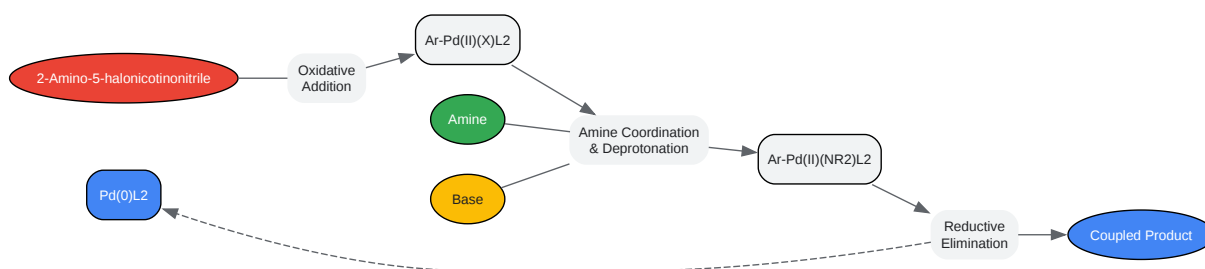 2-Amino-5-halonicotinonitrile
Oxidative
Addition
Ar-Pd(II)(X)L2
Amine
Base
Pd(0)L2
Amine Coordination
& Deprotonation
Ar-Pd(II)(NR2)L2
Reductive
Elimination
Coupled Product